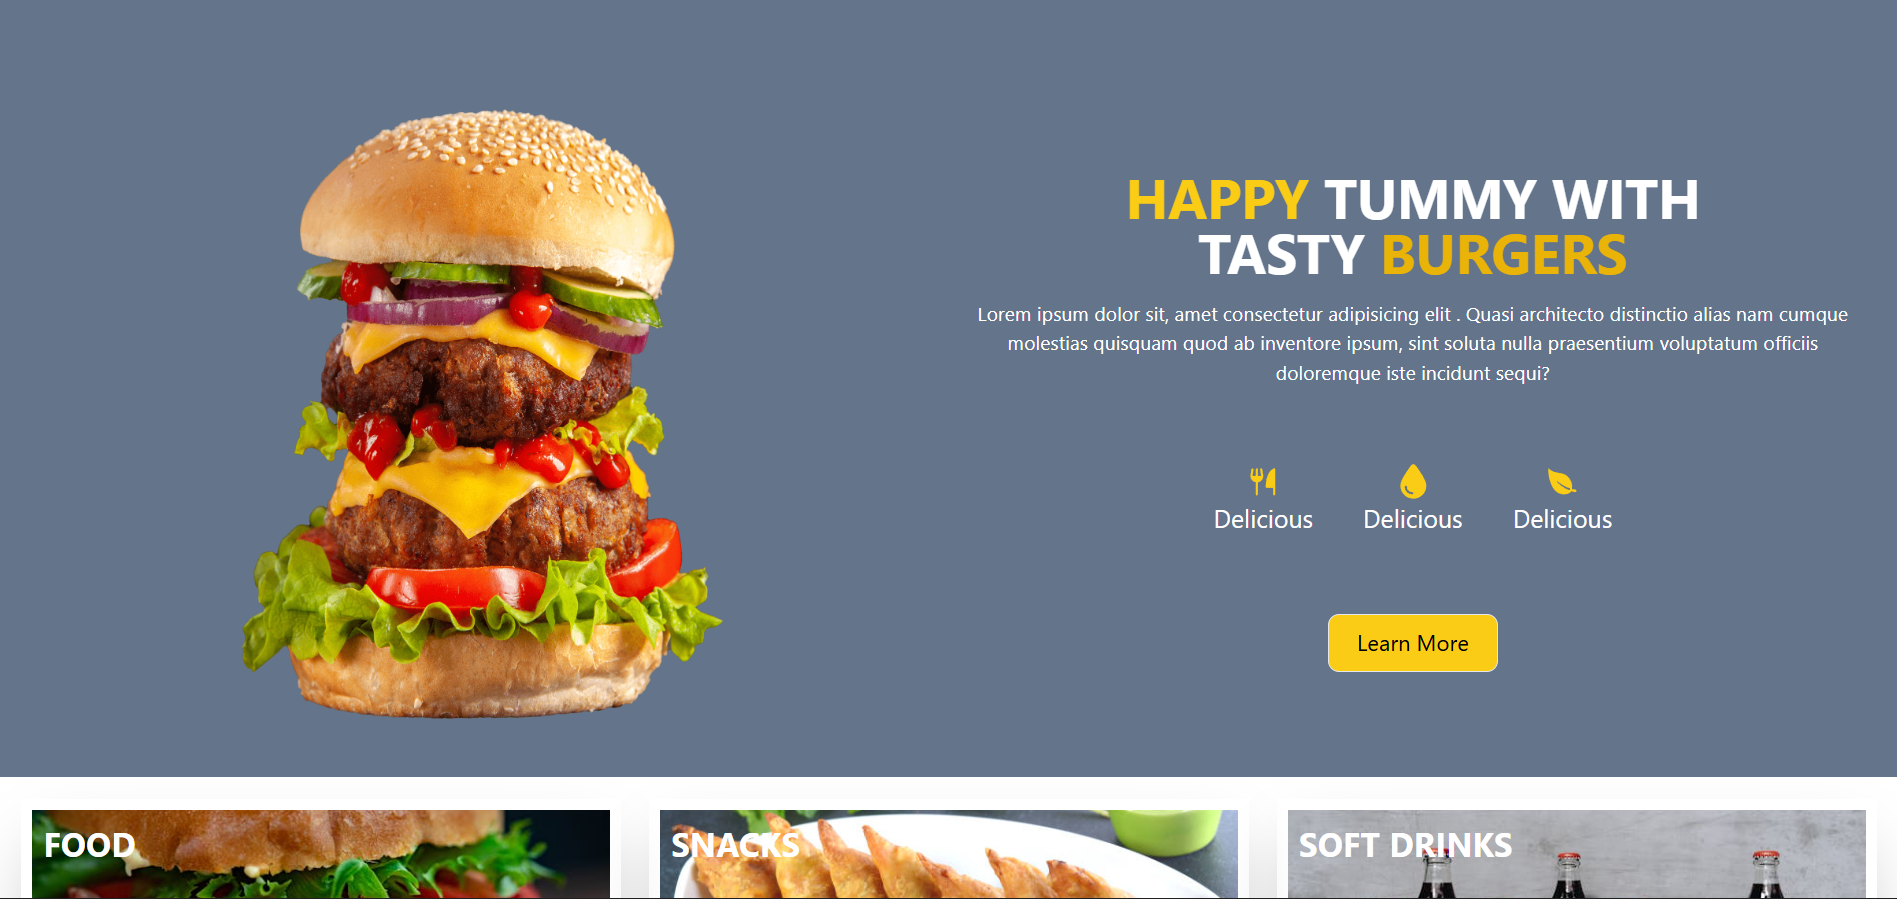 HAPPY TUMMY WITH
TASTY BURGERS
Lorem ipsum dolor sit, amet consectetur adipisicing elit . Quasi architecto distinctio alias nam cumque
molestias quisquam quod ab inventore ipsum, sint soluta nulla praesentium voluptatum officiis
doloremque iste incidunt sequi?
Delicious Delicious Delicious
Learn More
FOOD SNACKS SOFT DRINKS